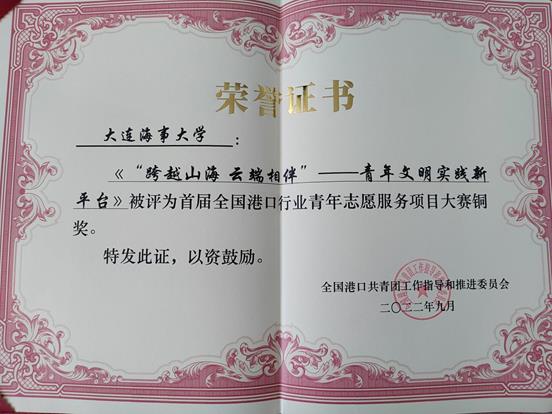 荣誉证书
大连海事大学：
《“跨越山海 云端相伴”——青年文明实践新
平台》被评为首届全国港口行业青年志愿服务项目大赛铜
奖。
特发此证，以资鼓励。
全国港口共青团工作指导和推进委员会
二〇二二年九月